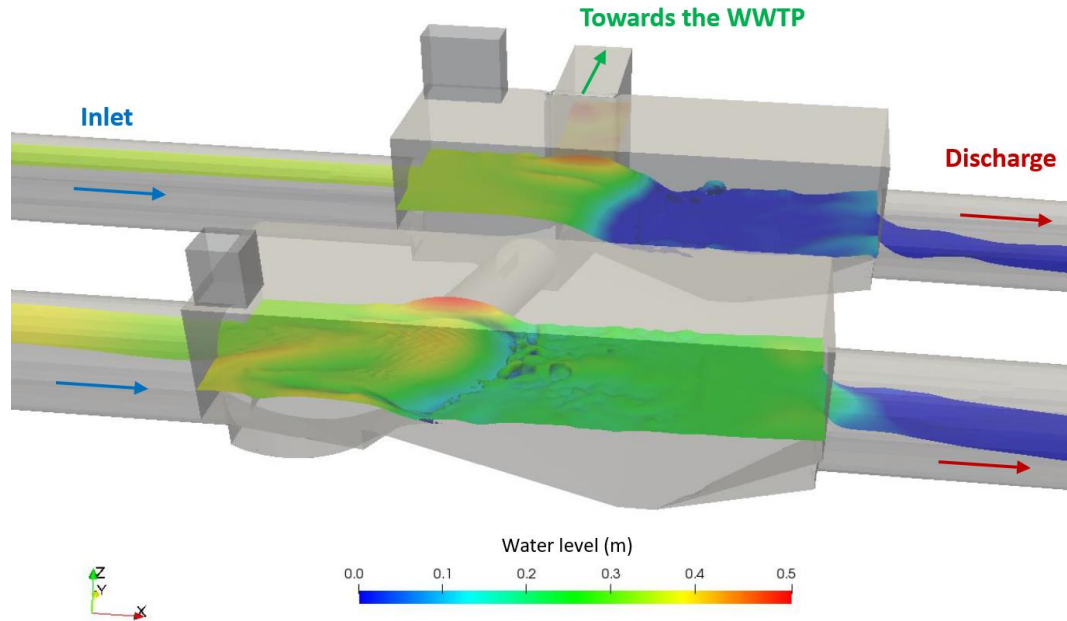 Towards the WWTP
Inlet
Discharge
Water level (m)
0.0 0.1 0.2 0.3 0.4 0.5
Z
Y
X